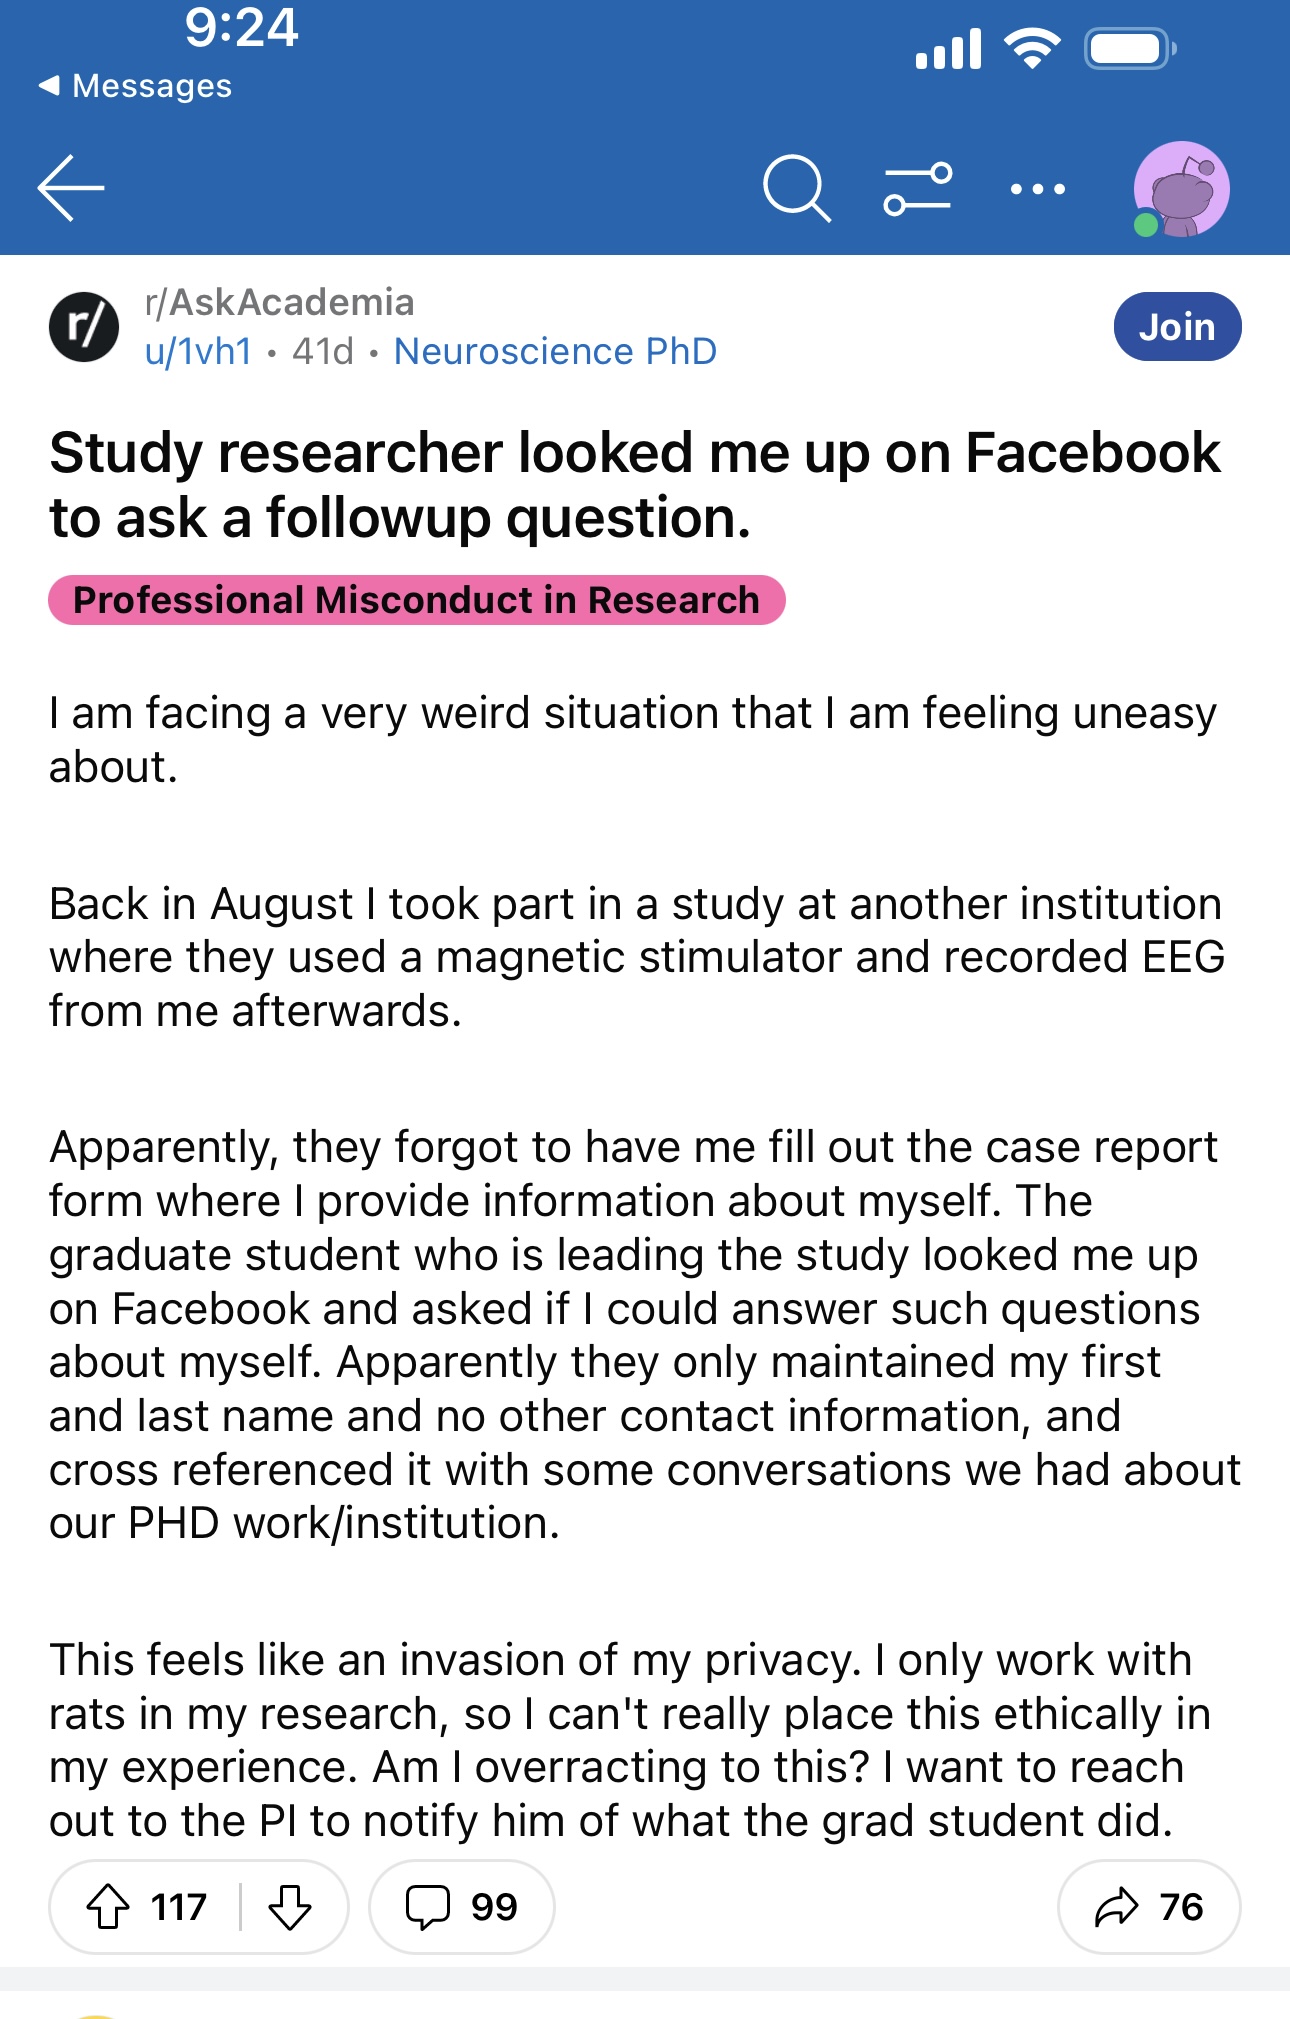 9:24
Messages
r/AskAcademia
u/1vh1 • 41d • Neuroscience PhD
Join
r/
Study researcher looked me up on Facebook
to ask a followup question.
Professional Misconduct in Research
I am facing a very weird situation that I am feeling uneasy
about.
Back in August I took part in a study at another institution
where they used a magnetic stimulator and recorded EEG
from me afterwards.
Apparently, they forgot to have me fill out the case report
form where I provide information about myself. The
graduate student who is leading the study looked me up
on Facebook and asked if I could answer such questions
about myself. Apparently they only maintained my first
and last name and no other contact information, and
cross referenced it with some conversations we had about
our PHD work/institution.
This feels like an invasion of my privacy. I only work with
rats in my research, so I can't really place this ethically in
my experience. Am I overracting to this? I want to reach
out to the PI to notify him of what the grad student did.
117
99
76